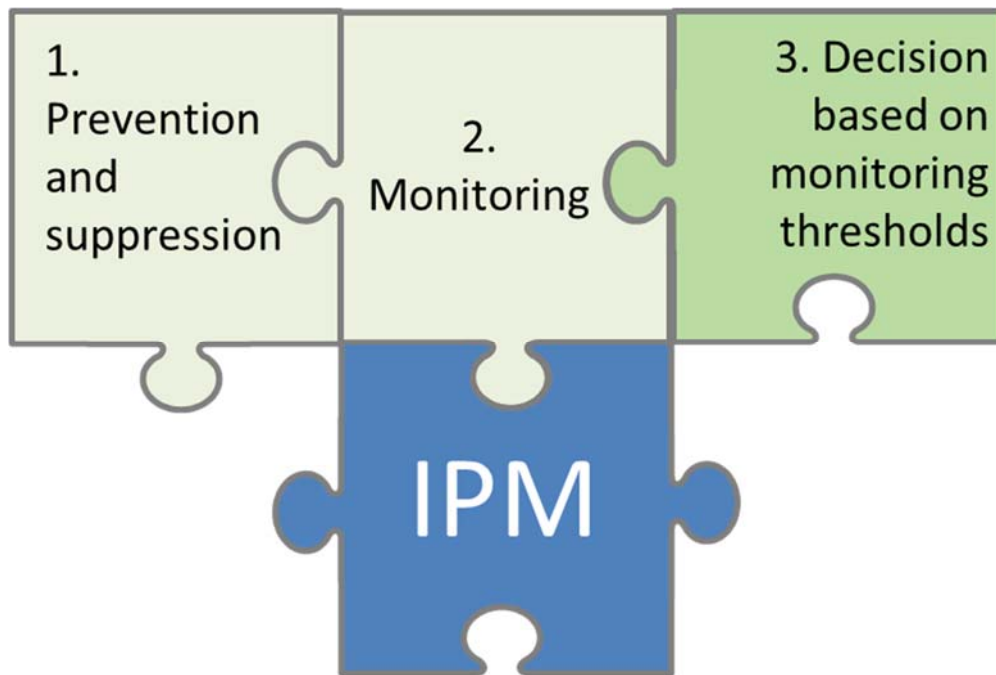 1.
Prevention
and
suppression
2.
Monitoring
3. Decision
based on
monitoring
thresholds
IPM